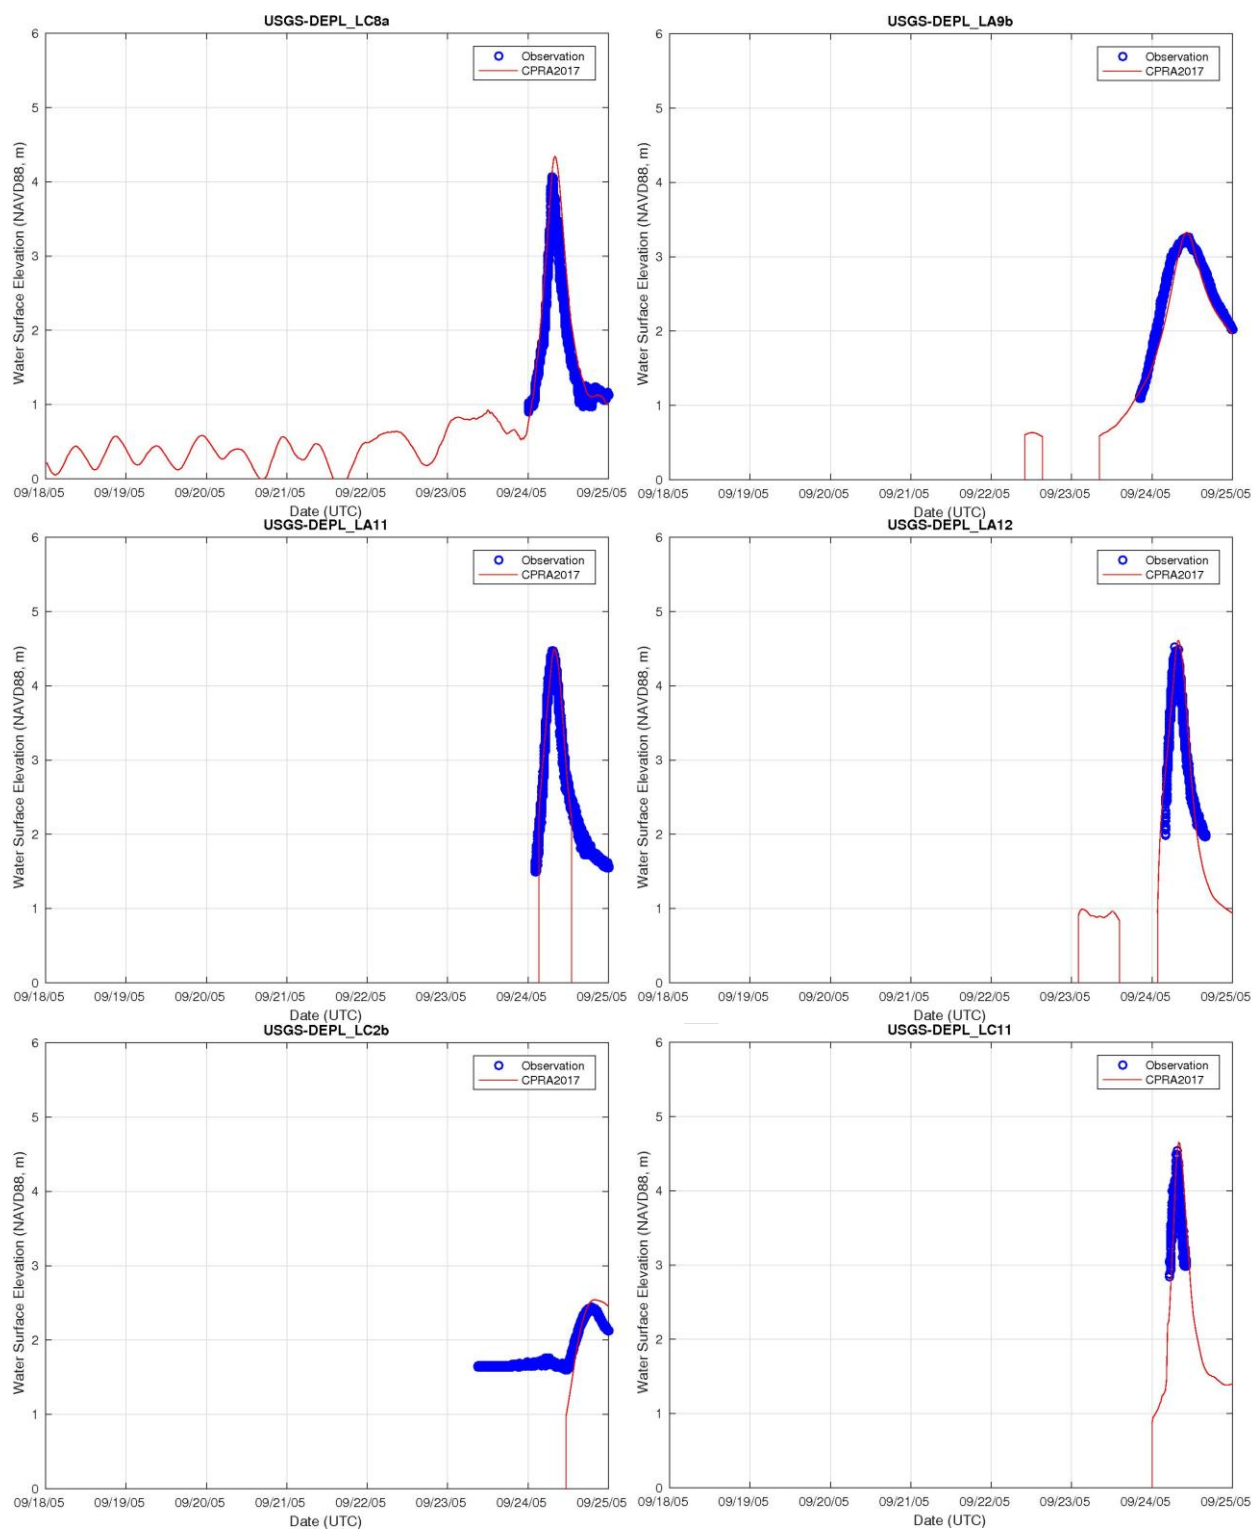 USGS-DEPL_LC8a
Observation
CPRA2017
Water Surface Elevation (NAVD88, m)
6
5
4
3
2
1
0
09/18/05 09/19/05 09/20/05 09/21/05 09/22/05 09/23/05 09/24/05 09/25/05
Date (UTC)
USGS-DEPL_LA9b
Observation
CPRA2017
Water Surface Elevation (NAVD88, m)
6
5
4
3
2
1
0
09/18/05 09/19/05 09/20/05 09/21/05 09/22/05 09/23/05 09/24/05 09/25/05
Date (UTC)
USGS-DEPL_LA11
Observation
CPRA2017
Water Surface Elevation (NAVD88, m)
6
5
4
3
2
1
0
09/18/05 09/19/05 09/20/05 09/21/05 09/22/05 09/23/05 09/24/05 09/25/05
Date (UTC)
USGS-DEPL_LA12
Observation
CPRA2017
Water Surface Elevation (NAVD88, m)
6
5
4
3
2
1
0
09/18/05 09/19/05 09/20/05 09/21/05 09/22/05 09/23/05 09/24/05 09/25/05
Date (UTC)
USGS-DEPL_LC2b
Observation
CPRA2017
Water Surface Elevation (NAVD88, m)
6
5
4
3
2
1
0
09/18/05 09/19/05 09/20/05 09/21/05 09/22/05 09/23/05 09/24/05 09/25/05
Date (UTC)
USGS-DEPL_LC11
Observation
CPRA2017
Water Surface Elevation (NAVD88, m)
6
5
4
3
2
1
0
09/18/05 09/19/05 09/20/05 09/21/05 09/22/05 09/23/05 09/24/05 09/25/05
Date (UTC)